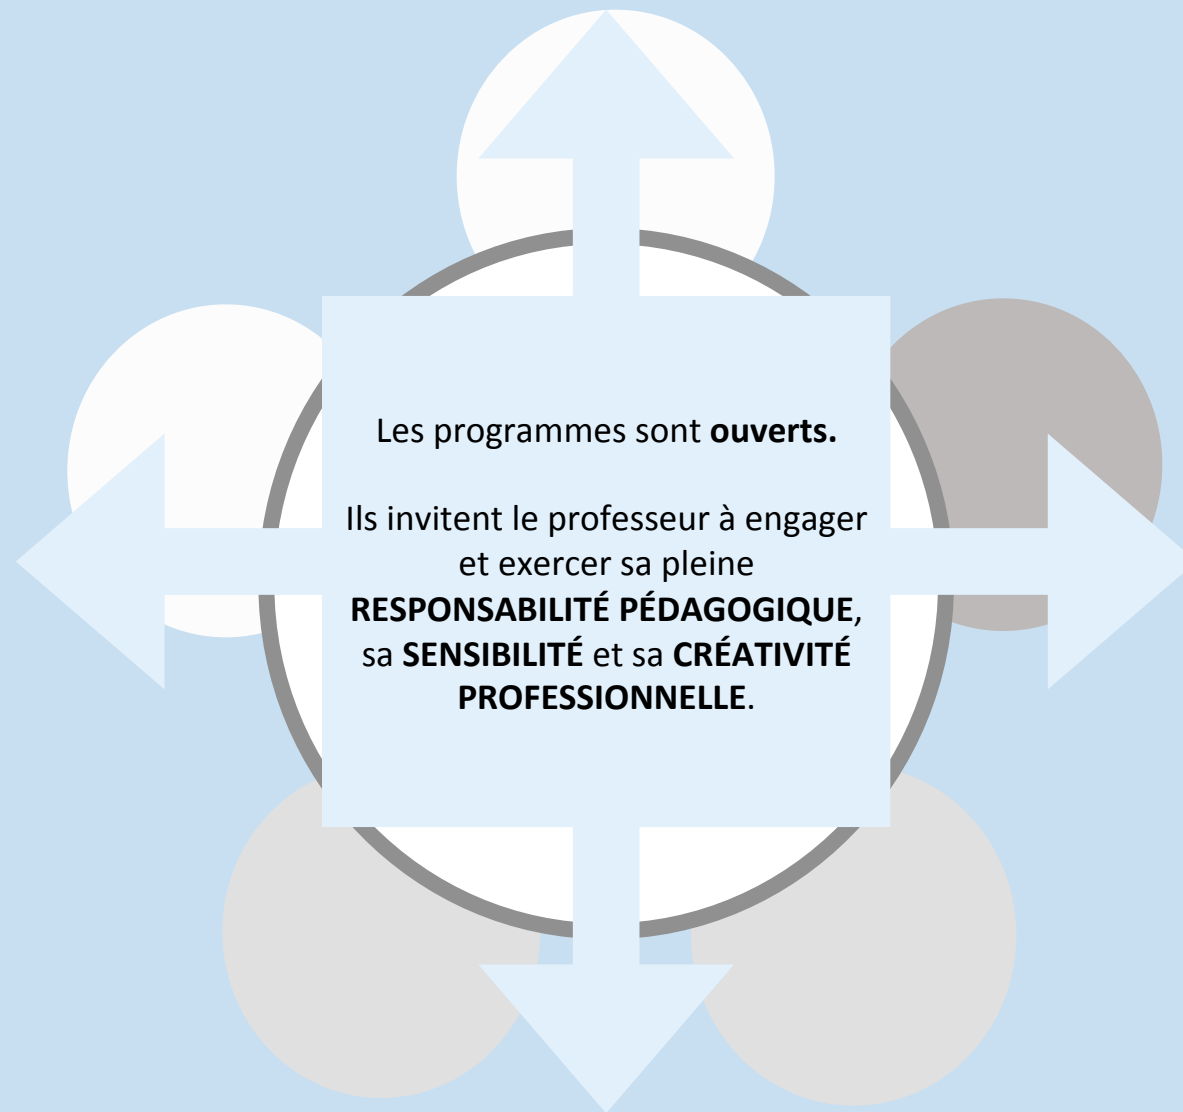 Les programmes sont ouverts.
Ils invitent le professeur à engager
et exercer sa pleine
RESPONSABILITÉ PÉDAGOGIQUE,
sa SENSIBILITÉ et sa CRÉATIVITÉ
PROFESSIONNELLE.